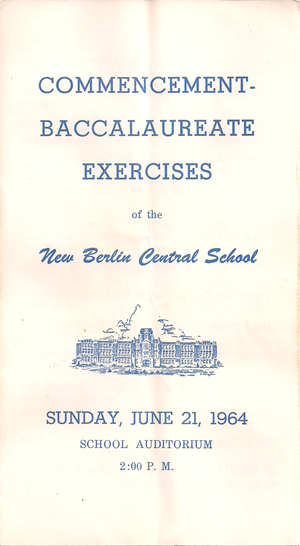 COMMENCEMENT-
BACCALAUREATE
EXERCISES
of the
New Berlin Central School
SUNDAY, JUNE 21, 1964
SCHOOL AUDITORIUM
2:00 P. M.